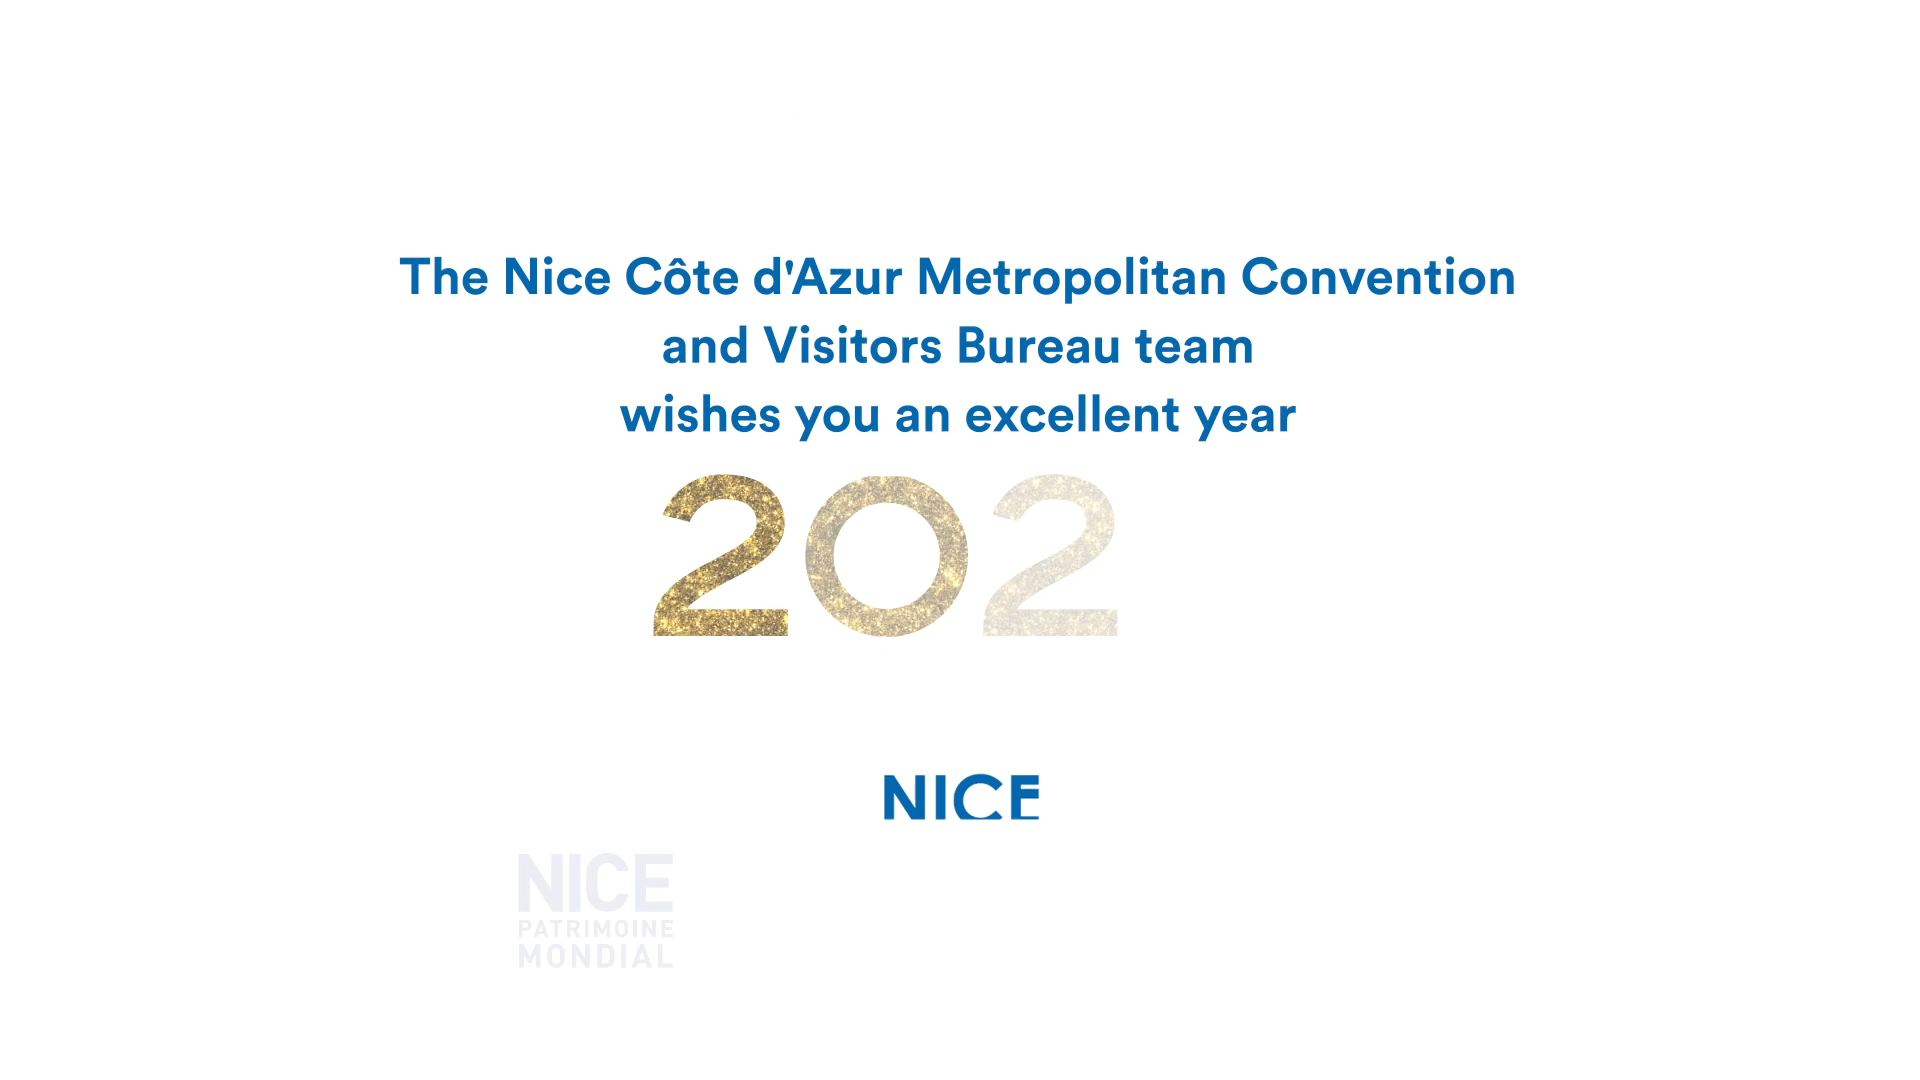 The Nice Côte d'Azur Metropolitan Convention
and Visitors Bureau team
wishes you an excellent year
202
NICE
NICE
PATRIMOINE
MONDIAL